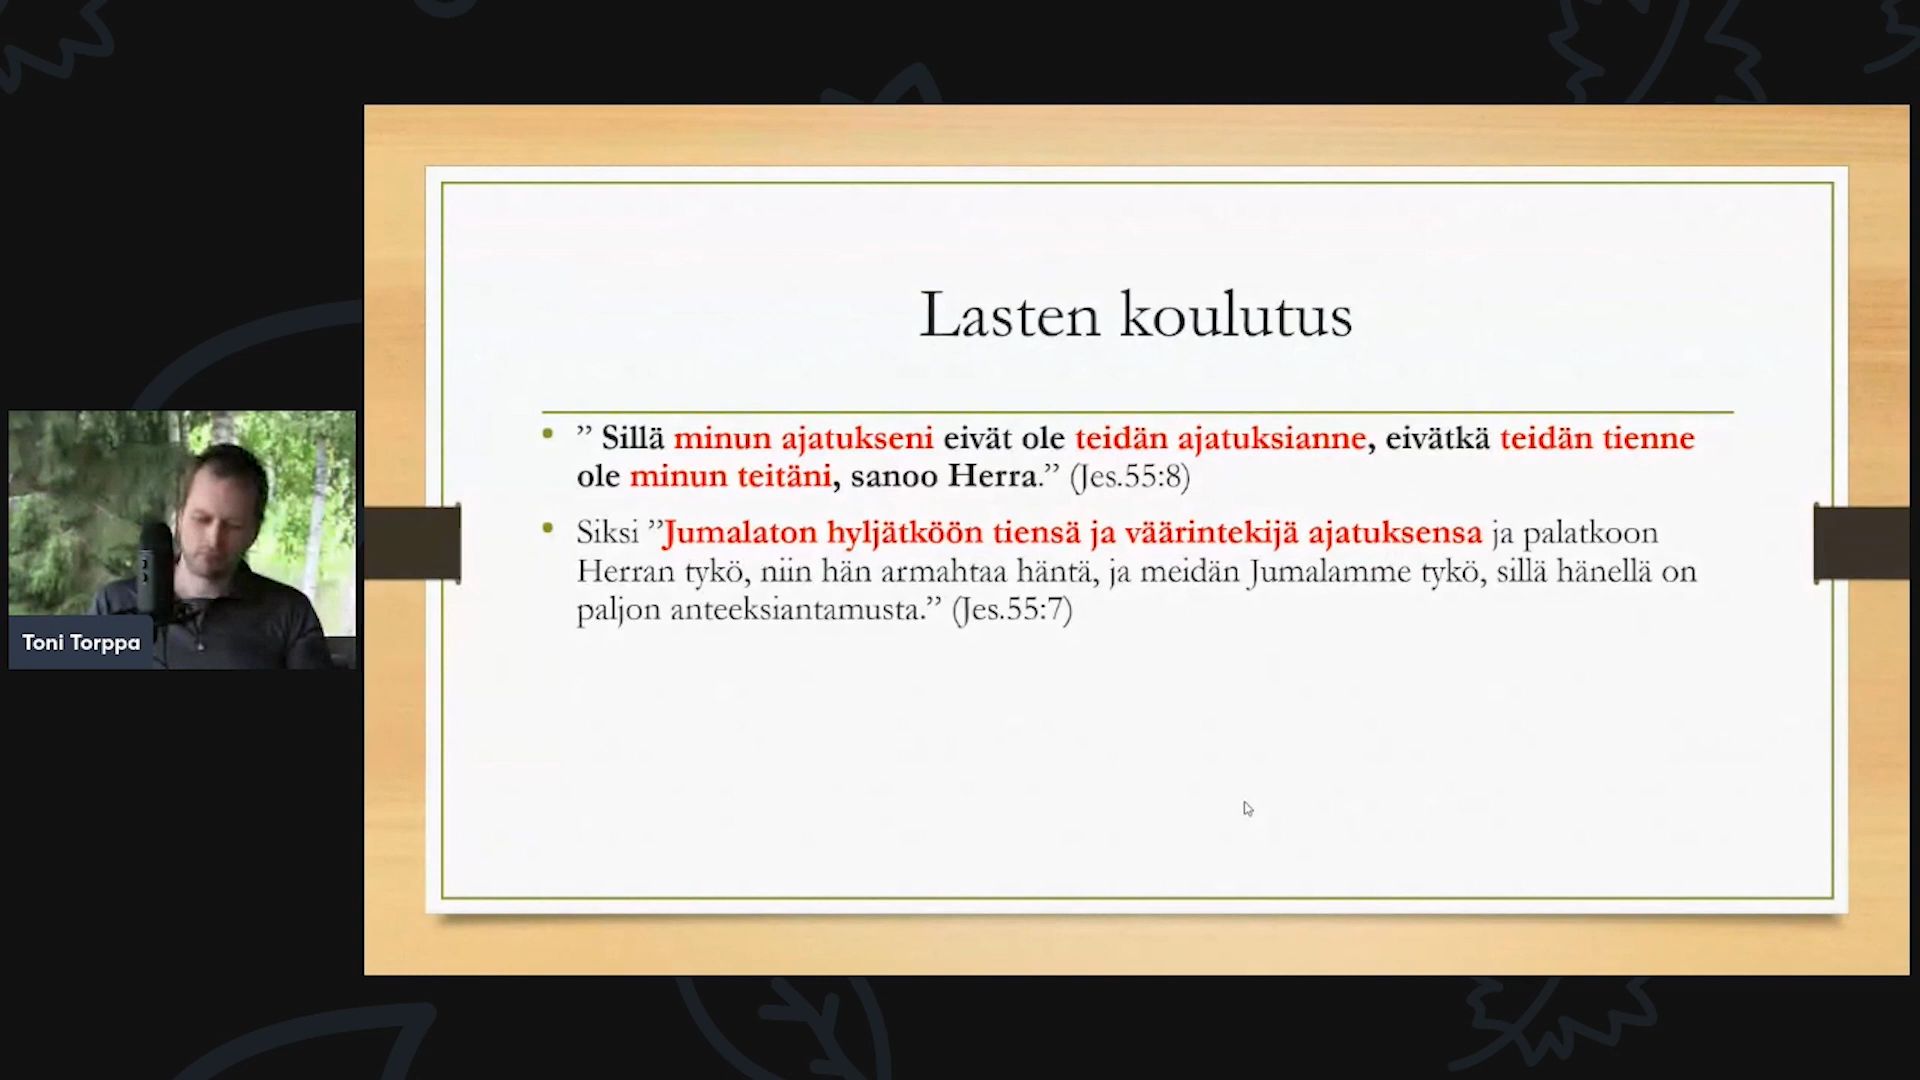 Lasten koulutus
” Sillä minun ajatukseni eivät ole teidän ajatuksianne, eivätkä teidän tienne
ole minun teitäni, sanoo Herra.” (Jes.55:8)
Siksi ”Jumalaton hyljätköön tiensä ja väärintekijä ajatuksensa ja palatkoon
Herran tykö, niin hän armahtaa häntä, ja meidän Jumalamme tykö, sillä hänellä on
paljon anteeksiantamusta.” (Jes.55:7)
Toni Torppa